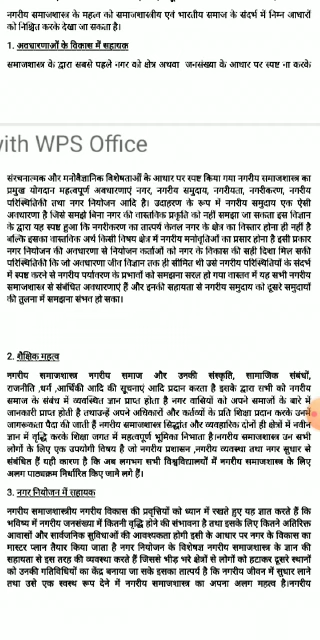 नगरीय समाजशास्त्र के महत्व को समाजशास्त्रीय एवं भारतीय समाज के संदर्भ में निम्न आधारों
को निश्चित करके देखा जा सकता है।
1. अवधारणाओं के विकास में सहायक
समाजशास्त्र के द्वारा सबसे पहले नगर को क्षेत्र अथवा जनसंख्या के आधार पर स्पष्ट ना करके
with WPS Office
संरचनात्मक और मनोवैज्ञानिक विशेषताओं के आधार पर स्पष्ट किया गया नगरीय समाजशास्त्र का
प्रमुख योगदान महत्वपूर्ण अवधारणाएं नगर, नगरीय समुदाय, नगरीयता, नगरीकरण, नगरीय
परिस्थितिकी तथा नगर नियोजन आदि है। उदाहरण के रूप में नगरीय समुदाय एक ऐसी
अवधारणा है जिसे समझे बिना नगर की वास्तविक प्रकृति को नहीं समझा जा सकता इस विज्ञान
के द्वारा यह स्पष्ट हुआ कि नगरीकरण का तात्पर्य केवल नगर के क्षेत्र का विस्तार होना ही नहीं है
बल्कि इसका वास्तविक अर्थ किसी विषय क्षेत्र में नगरीय मनोवृतियों का प्रसार होना है इसी प्रकार
नगर नियोजन की अवधारणा से नियोजन कर्ताओं को नगर के विकास की सही दिशा मिल सकी
परिस्थितिकी कि जो अवधारणा जीव विज्ञान तक ही सीमित थी उसे नगरीय परिस्थितियों के संदर्भ
में स्पष्ट करने से नगरीय पर्यावरण के प्रभावों को समझना सरल हो गया वास्तव में यह सभी नगरीय
समाजशास्त्र से संबंधित अवधारणाएं हैं और इनकी सहायता से नगरीय समुदाय को दूसरे समुदायों
की तुलना में समझना संभव हो सका।
2. शैक्षिक महत्व
नगरीय समाजशास्त्र नगरीय समाज और उनकी संस्कृति, सामाजिक संबंधों,
राजनीति ,धर्म ,आर्थिकी आदि की सूचनाएं आदि प्रदान करता है इसके द्वारा सभी को नगरीय
समाज के संबंध में व्यवस्थित ज्ञान प्राप्त होता है नगर वासियों को अपने समाजों के बारे में
जानकारी प्राप्त होती है तथाउन्हें अपने अधिकारों और कर्तव्यों के प्रति शिक्षा प्रदान करके उनमें
जागरूकता पैदा की जाती हैं नगरीय समाजशास्त्र सिद्धांत और व्यवहारिक दोनों ही क्षेत्रों में नवीन
ज्ञान में वृद्धि करके शिक्षा जगत में महत्वपूर्ण भूमिका निभाता है।नगरीय समाजशास्त्र उन सभी
लोगों के लिए एक उपयोगी विषय है जो नगरीय प्रशासन ,नगरीय व्यवस्था तथा नगर सुधार से
संबंधित हैं यही कारण है कि अब लगभग सभी विश्वविद्यालयों में नगरीय समाजशास्त्र के लिए
अलग पाठ्यक्रम निर्धारित किए जाने लगे हैं।
3. नगर नियोजन में सहायक
नगरीय समाजशास्त्रीय नगरीय विकास की प्रवृत्तियों को ध्यान में रखते हुए यह ज्ञात करते हैं कि
भविष्य में नगरीय जनसंख्या में कितनी वृद्धि होने की संभावना है तथा इसके लिए कितने अतिरिक्त
आवासों और सार्वजनिक सुविधाओं की आवश्यकता होगी इसी के आधार पर नगर के विकास का
मास्टर प्लान तैयार किया जाता है नगर नियोजन के विशेषज्ञ नगरीय समाजशास्त्र के ज्ञान की
सहायता से इस तरह की व्यवस्था करते हैं जिससे भीड़ भरे क्षेत्रों से लोगों को हटाकर दूसरे स्थानों
को उनकी गतिविधियों का केंद्र बनाया जा सके इसका तात्पर्य है कि नगरीय जीवन में सुधार लाने
तथा उसे एक स्वस्थ रूप देने में नगरीय समाजशास्त्र का अपना अलग महत्व है।नगरीय